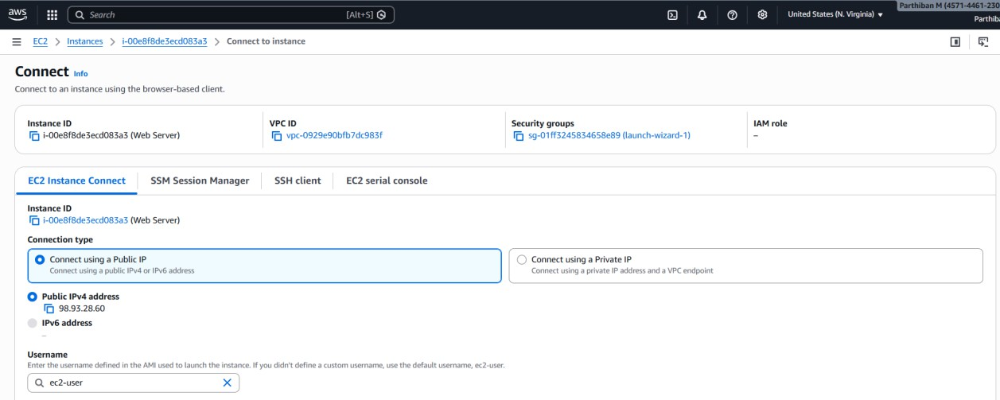 aws
Search [Alt+S]
United States (N. Virginia)
Parthiban M (4571-4461-230
Parthib
EC2 > Instances > i-00e8f8de3ecd083a3 > Connect to instance
Connect Info
Connect to an instance using the browser-based client.
Instance ID
i-00e8f8de3ecd083a3 (Web Server)
VPC ID
vpc-0929e90bfb7dc983f
Security groups
sg-01ff3245834658e89 (launch-wizard-1)
IAM role
–
EC2 Instance Connect SSM Session Manager SSH client EC2 serial console
Instance ID
i-00e8f8de3ecd083a3 (Web Server)
Connection type
Connect using a Public IP
Connect using a public IPv4 or IPv6 address
Connect using a Private IP
Connect using a private IP address and a VPC endpoint
Public IPv4 address
98.93.28.60
IPv6 address
–
Username
Enter the username defined in the AMI used to launch the instance. If you didn't define a custom username, use the default username, ec2-user.
ec2-user